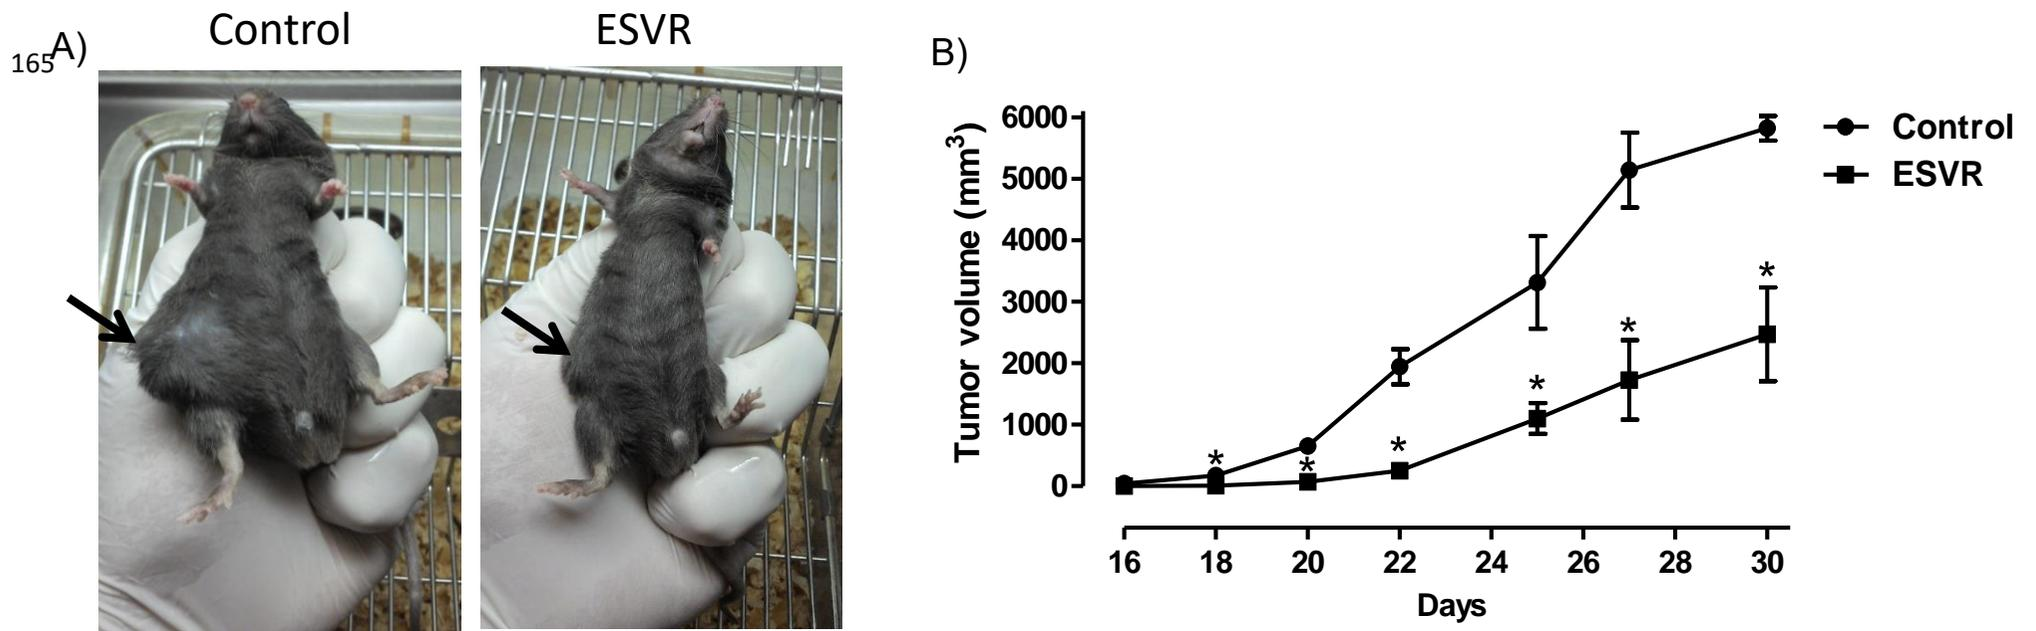 Control
ESVR
165
A)
B)
6000
5000
4000
3000
2000
1000
0
Tumor volume (mm³)
*
*
*
*
*
*
16 18 20 22 24 26 28 30
Days
Control
ESVR